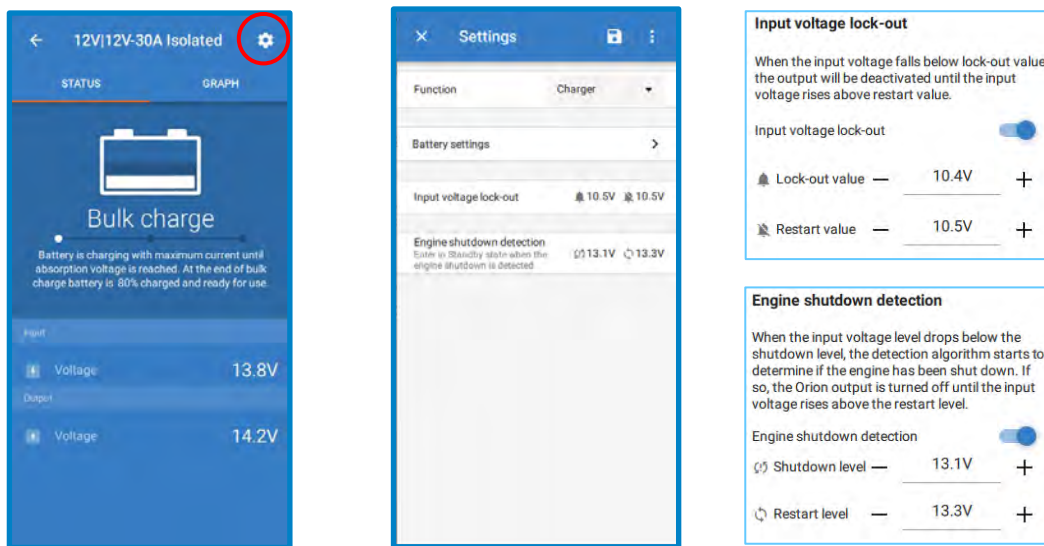 12V|12V-30A Isolated
STATUS GRAPH
Bulk charge
Battery is charging with maximum current until
absorption voltage is reached. At the end of bulk
charge battery is 80% charged and ready for use.
Input
Voltage 13.8V
Output
Voltage 14.2V
Settings
Function Charger
Battery settings
Input voltage lock-out 10.5V 10.5V
Engine shutdown detection 13.1V 13.3V
Enter in Standby state when the
engine shutdown is detected
Input voltage lock-out
When the input voltage falls below lock-out value
the output will be deactivated until the input
voltage rises above restart value.
Input voltage lock-out
Lock-out value — 10.4V +
Restart value — 10.5V +
Engine shutdown detection
When the input voltage level drops below the
shutdown level, the detection algorithm starts to
determine if the engine has been shut down. If
so, the Orion output is turned off until the input
voltage rises above the restart level.
Engine shutdown detection
Shutdown level — 13.1V +
Restart level — 13.3V +